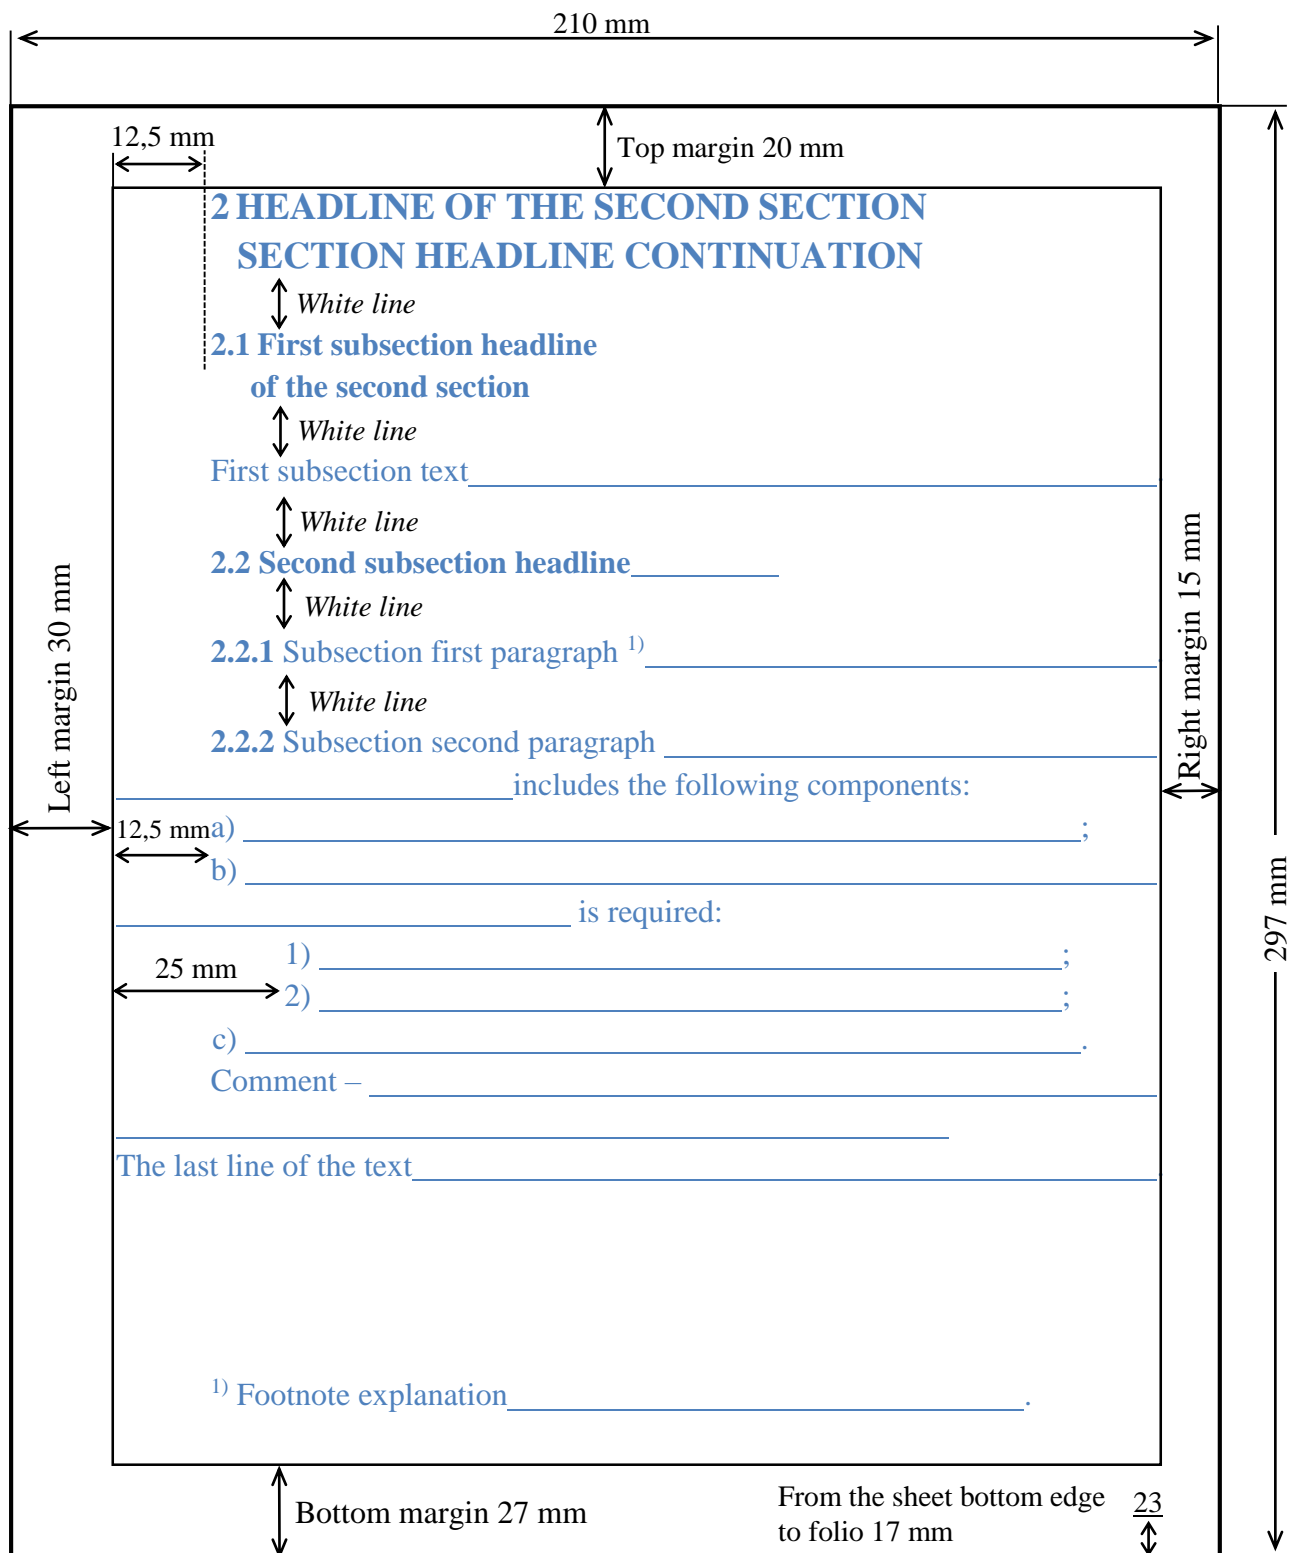 210 mm
12,5 mm
Top margin 20 mm
2 HEADLINE OF THE SECOND SECTION
SECTION HEADLINE CONTINUATION
White line
2.1 First subsection headline
of the second section
White line
First subsection text.
White line
2.2 Second subsection headline
White line
2.2.1 Subsection first paragraph 1).
White line
2.2.2 Subsection second paragraph
includes the following components:
12,5 mm
a) ;
b)
is required:
1) ;
25 mm
2) ;
c) .
Comment –
The last line of the text.
1) Footnote explanation.
Left margin 30 mm
Right margin 15 mm
297 mm
Bottom margin 27 mm
From the sheet bottom edge
to folio 17 mm
23